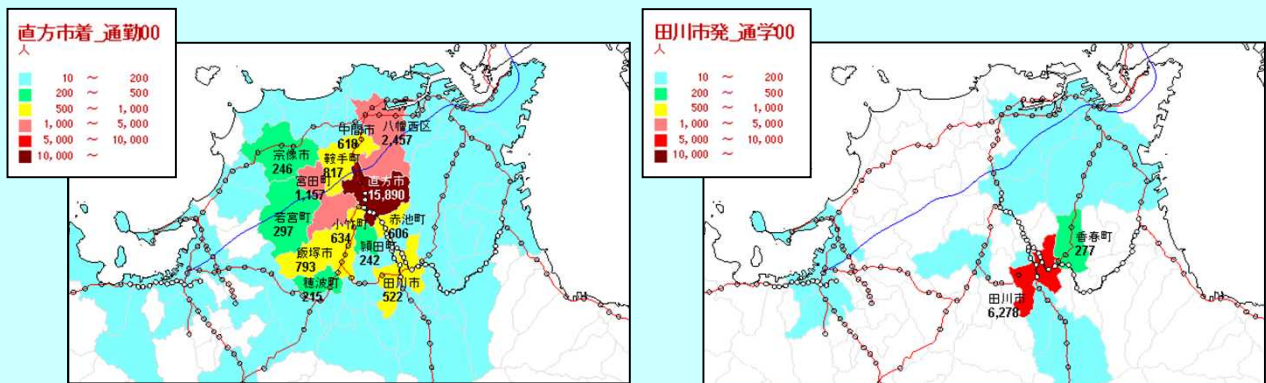 直方市着_通勤00
人
10 ～ 200
200 ～ 500
500 ～ 1,000
1,000 ～ 5,000
5,000 ～ 10,000
10,000 ～
中間市
618
八幡西区
2,457
宗像市
246
鞍手町
817
宮田町
1,157
直方市
15,890
若宮町
297
小竹町
634
赤池町
606
頴田町
242
飯塚市
793
穂波町
215
田川市
522
田川市発_通学00
人
10 ～ 200
200 ～ 500
500 ～ 1,000
1,000 ～ 5,000
5,000 ～ 10,000
10,000 ～
香春町
277
田川市
6,278